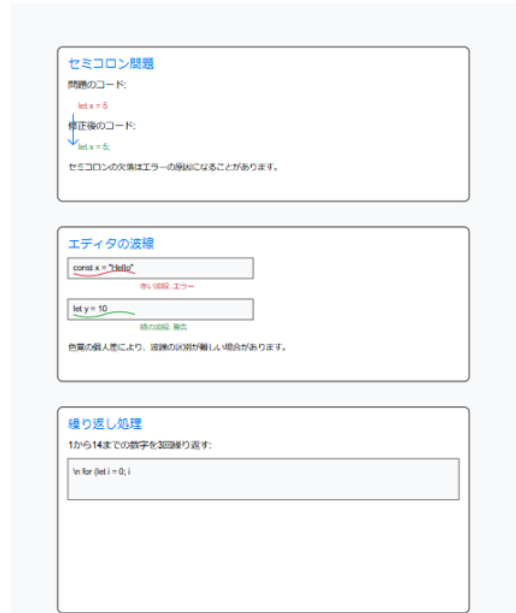 セミコロン問題
問題のコード:
let x = 5
修正後のコード:
let x = 5;
セミコロンの欠落はエラーの原因になることがあります。
エディタの波線
const x = "Hello"
赤い波線: エラー
let y = 10
緑の波線: 警告
色覚の個人差により、波線の区別が難しい場合があります。
繰り返し処理
1から14までの数字を3回繰り返す:
\n for (let i = 0; i